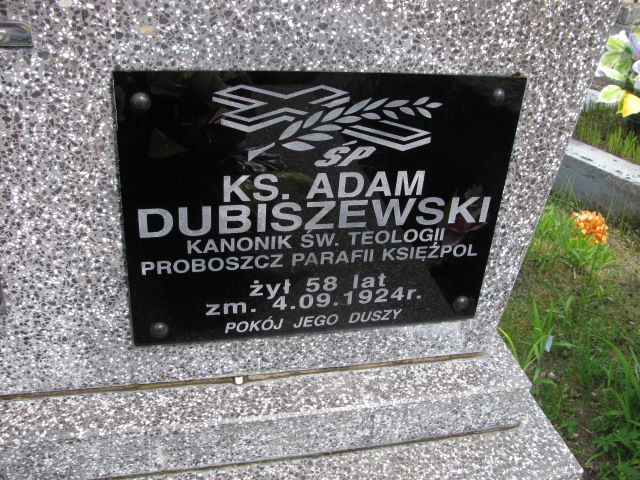 ŚP
KS. ADAM
DUBISZEWSKI
KANONIK ŚW. TEOLOGII
PROBOSZCZ PARAFII KSIĘŻPOL
żył 58 lat
zm. 4.09.1924r.
POKÓJ JEGO DUSZY